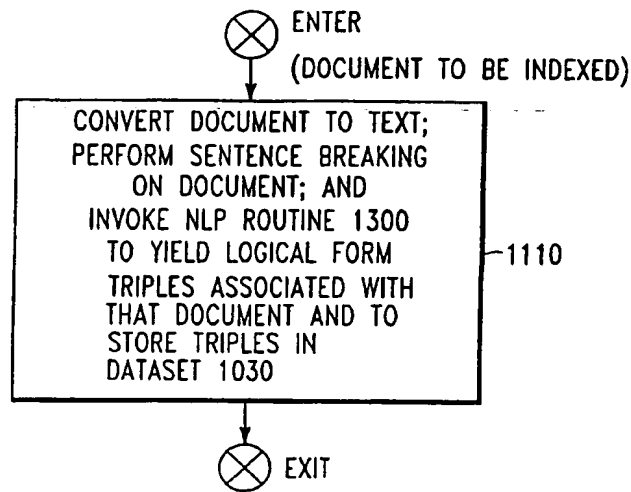 ENTER
(DOCUMENT TO BE INDEXED)
CONVERT DOCUMENT TO TEXT;
PERFORM SENTENCE BREAKING
ON DOCUMENT; AND
INVOKE NLP ROUTINE 1300
TO YIELD LOGICAL FORM
TRIPLES ASSOCIATED WITH
THAT DOCUMENT AND TO
STORE TRIPLES IN
DATASET 1030
1110
EXIT